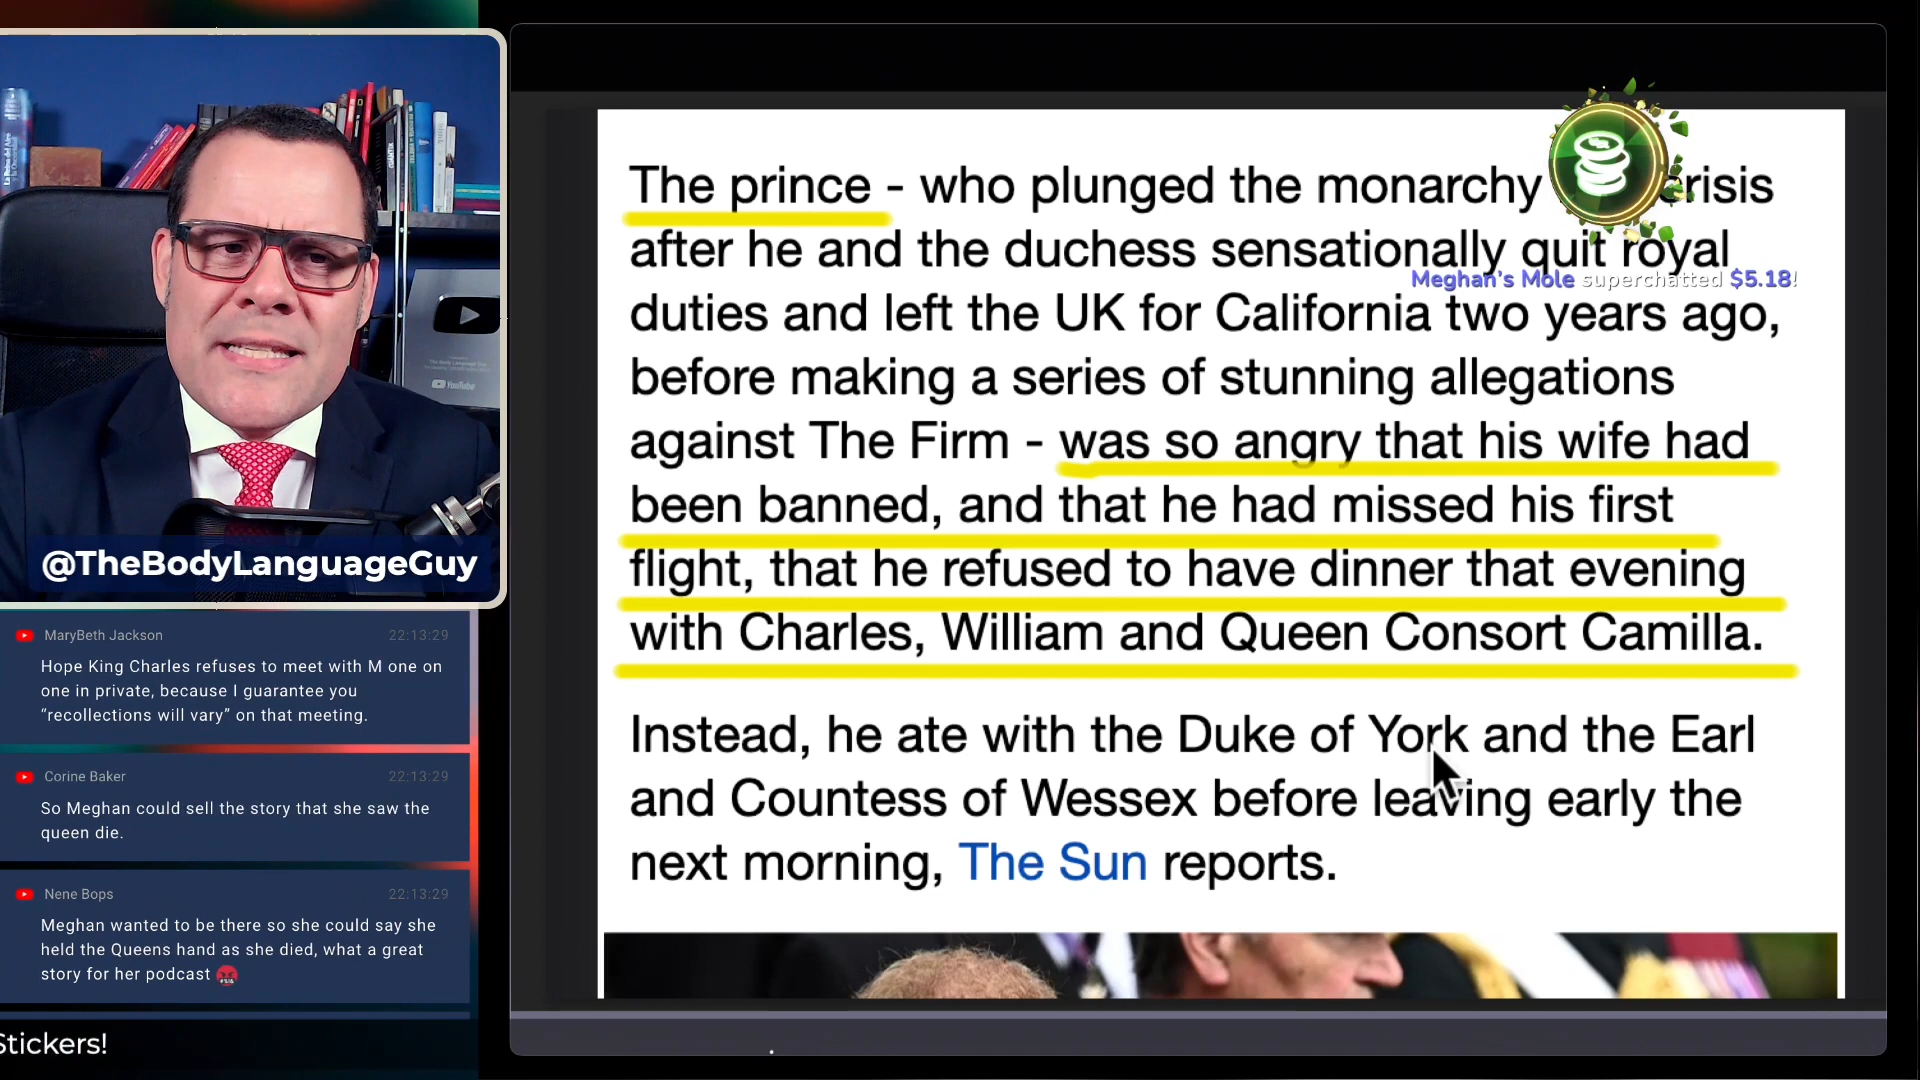 @TheBodyLanguageGuy
YouTube
MaryBeth Jackson 22:13:29
Hope King Charles refuses to meet with M one on
one in private, because I guarantee you
“recollections will vary” on that meeting.
Corine Baker 22:13:29
So Meghan could sell the story that she saw the
queen die.
Nene Bops 22:13:29
Meghan wanted to be there so she could say she
held the Queens hand as she died, what a great
story for her podcast
Stickers!
The prince - who plunged the monarchy risis
after he and the duchess sensationally quit royal
Meghan's Mole superchatted $5.18!
duties and left the UK for California two years ago,
before making a series of stunning allegations
against The Firm - was so angry that his wife had
been banned, and that he had missed his first
flight, that he refused to have dinner that evening
with Charles, William and Queen Consort Camilla.
Instead, he ate with the Duke of York and the Earl
and Countess of Wessex before leaving early the
next morning, The Sun reports.